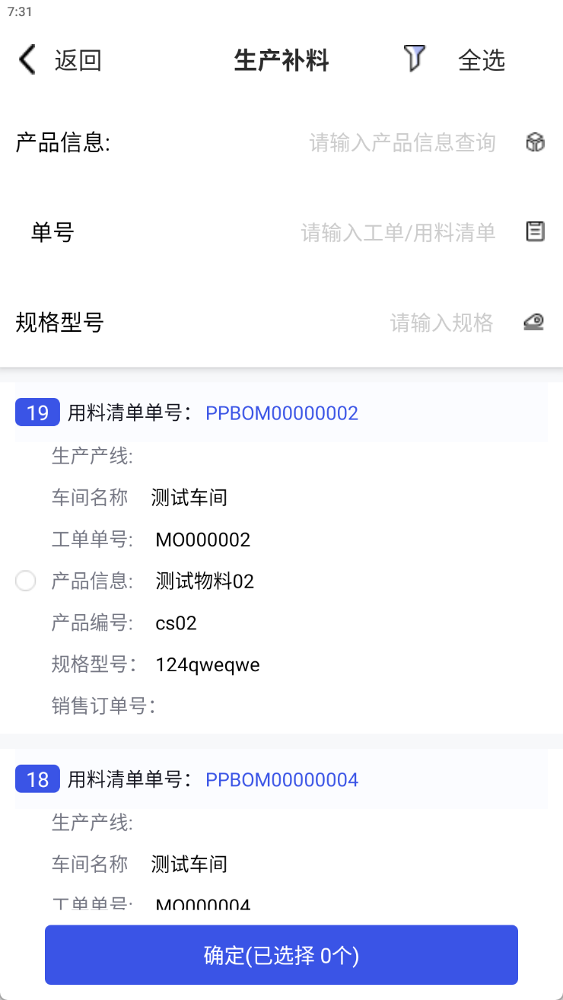 7:31
返回 生产补料 全选
产品信息: 请输入产品信息查询
单号 请输入工单/用料清单
规格型号 请输入规格
19 用料清单单号： PPBOM00000002
生产产线:
车间名称 测试车间
工单单号: MO000002
产品信息: 测试物料02
产品编号: cs02
规格型号： 124qweqwe
销售订单号：
18 用料清单单号： PPBOM00000004
生产产线:
车间名称 测试车间
工单单号: MO000004
确定(已选择 0个)